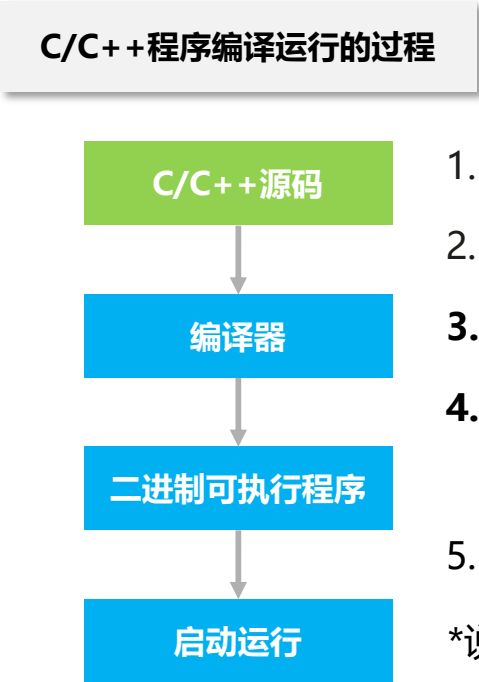 C/C++程序编译运行的过程
C/C++源码
1.
2.
编译器
3.
4.
二进制可执行程序
5.
启动运行